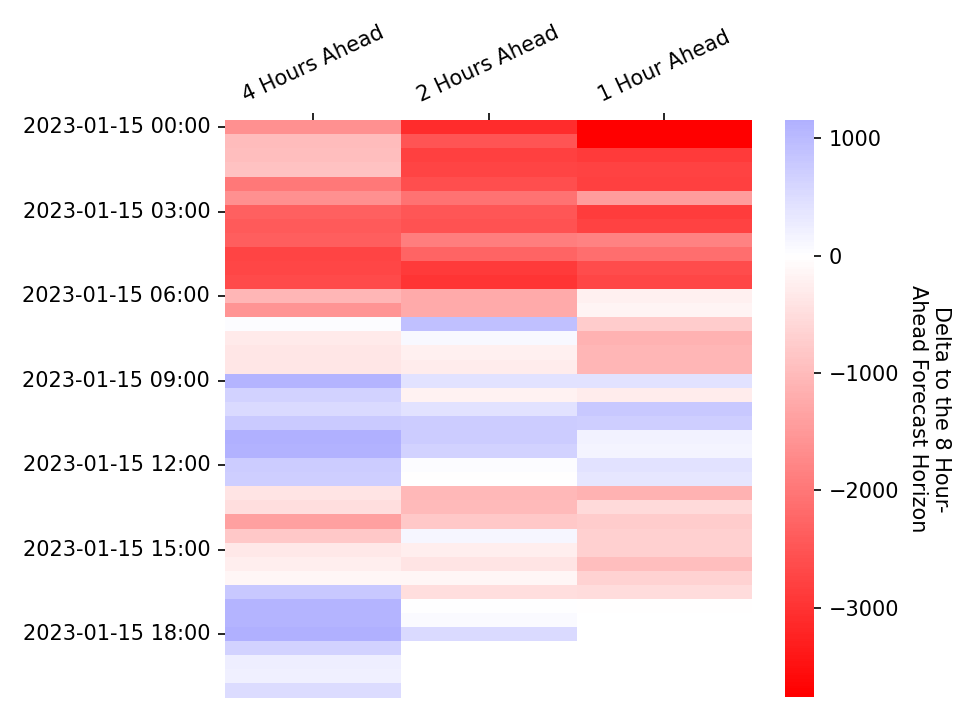 4 Hours Ahead
2 Hours Ahead
1 Hour Ahead
2023-01-15 00:00
2023-01-15 03:00
2023-01-15 06:00
2023-01-15 09:00
2023-01-15 12:00
2023-01-15 15:00
2023-01-15 18:00
1000
0
−1000
−2000
−3000
Delta to the 8 Hour-
Ahead Forecast Horizon